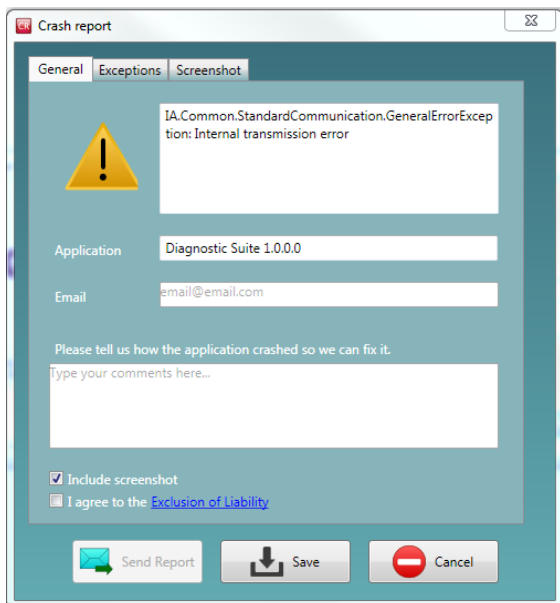 CR Crash report
General Exceptions Screenshot
IA.Common.StandardCommunication.GeneralErrorExcep
tion: Internal transmission error
Application Diagnostic Suite 1.0.0.0
Email email@email.com
Please tell us how the application crashed so we can fix it.
Type your comments here...
Include screenshot
I agree to the Exclusion of Liability
Send Report Save Cancel